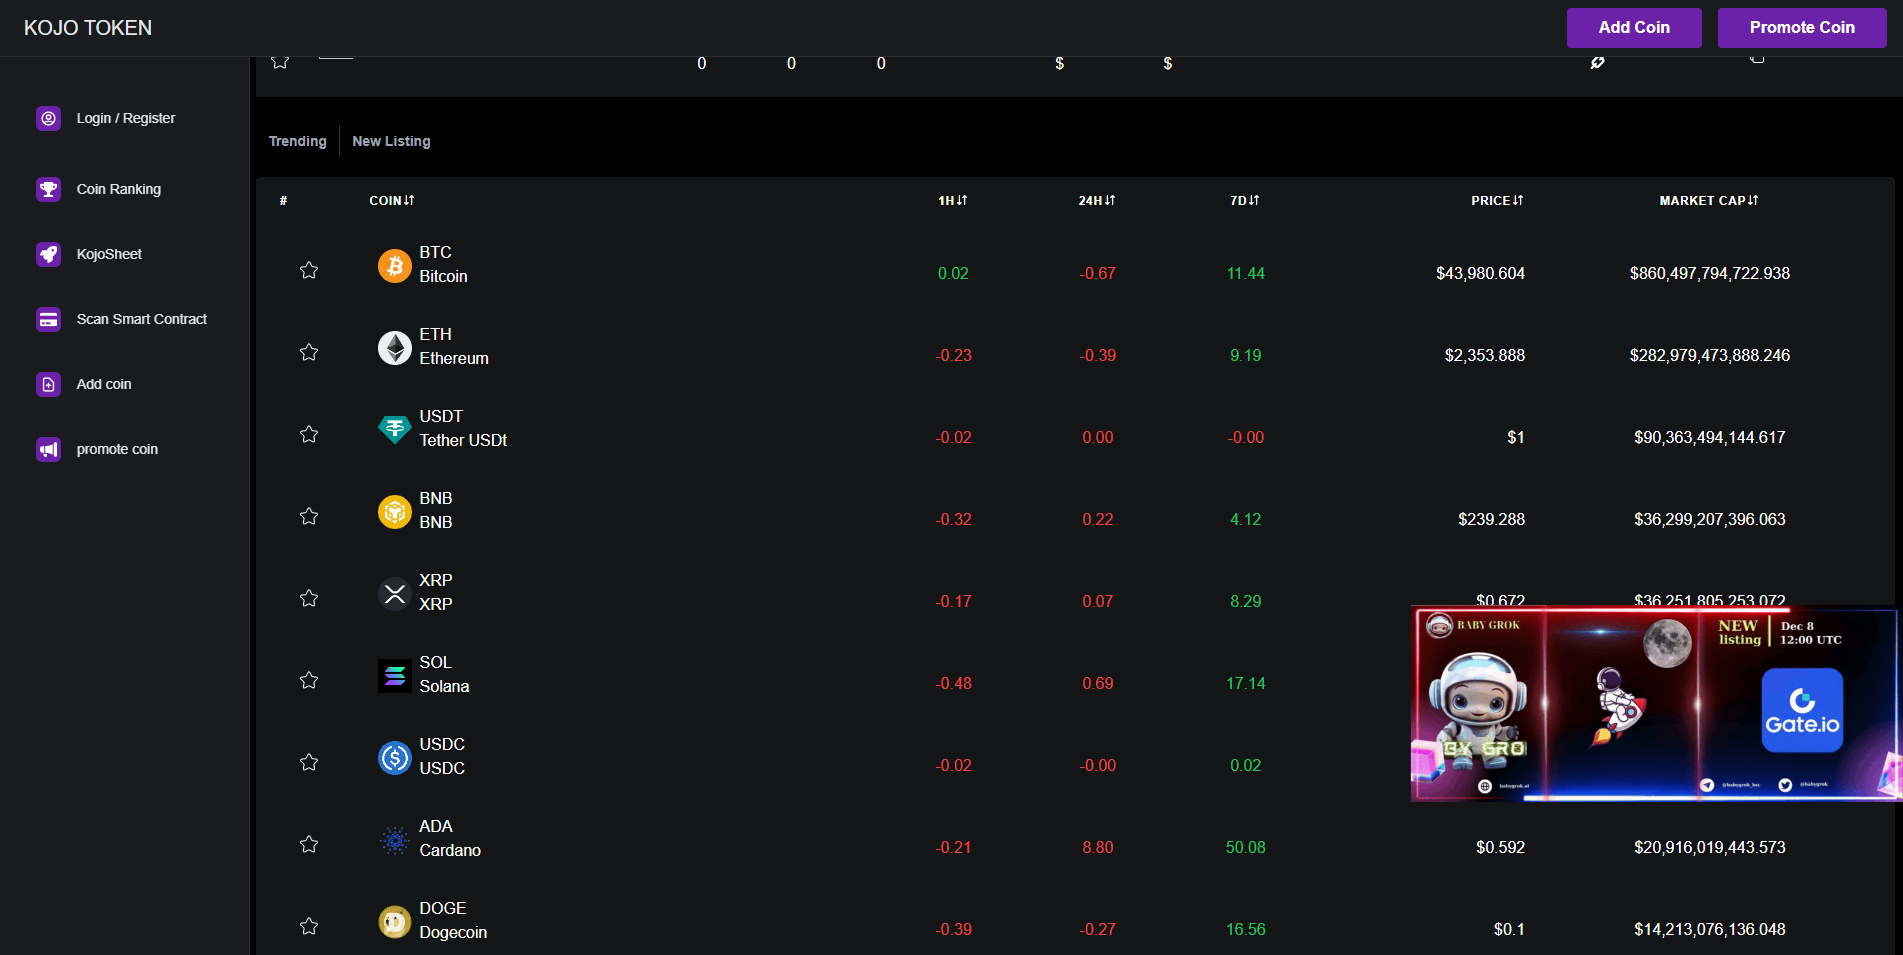 KOJO TOKEN
Add Coin
Promote Coin
0 0 0 $ $
Login / Register
Coin Ranking
KojoSheet
Scan Smart Contract
Add coin
promote coin
Trending
New Listing
# COIN 1H 24H 7D PRICE MARKET CAP
BTC
Bitcoin
0.02 -0.67 11.44 $43,980.604 $860,497,794,722.938
ETH
Ethereum
-0.23 -0.39 9.19 $2,353.888 $282,979,473,888.246
USDT
Tether USDt
-0.02 0.00 -0.00 $1 $90,363,494,144.617
BNB
BNB
-0.32 0.22 4.12 $239.288 $36,299,207,396.063
XRP
XRP
-0.17 0.07 8.29 $0.672 $36,251,805,253.072
SOL
Solana
-0.48 0.69 17.14
USDC
USDC
-0.02 -0.00 0.02
ADA
Cardano
-0.21 8.80 50.08 $0.592 $20,916,019,443.573
DOGE
Dogecoin
-0.39 -0.27 16.56 $0.1 $14,213,076,136.048
BABY GROK
NEW
listing
Dec 8
12:00 UTC
Gate.io
BY GRO
babygrok.ai
@babygrok_bsc
@babygrok